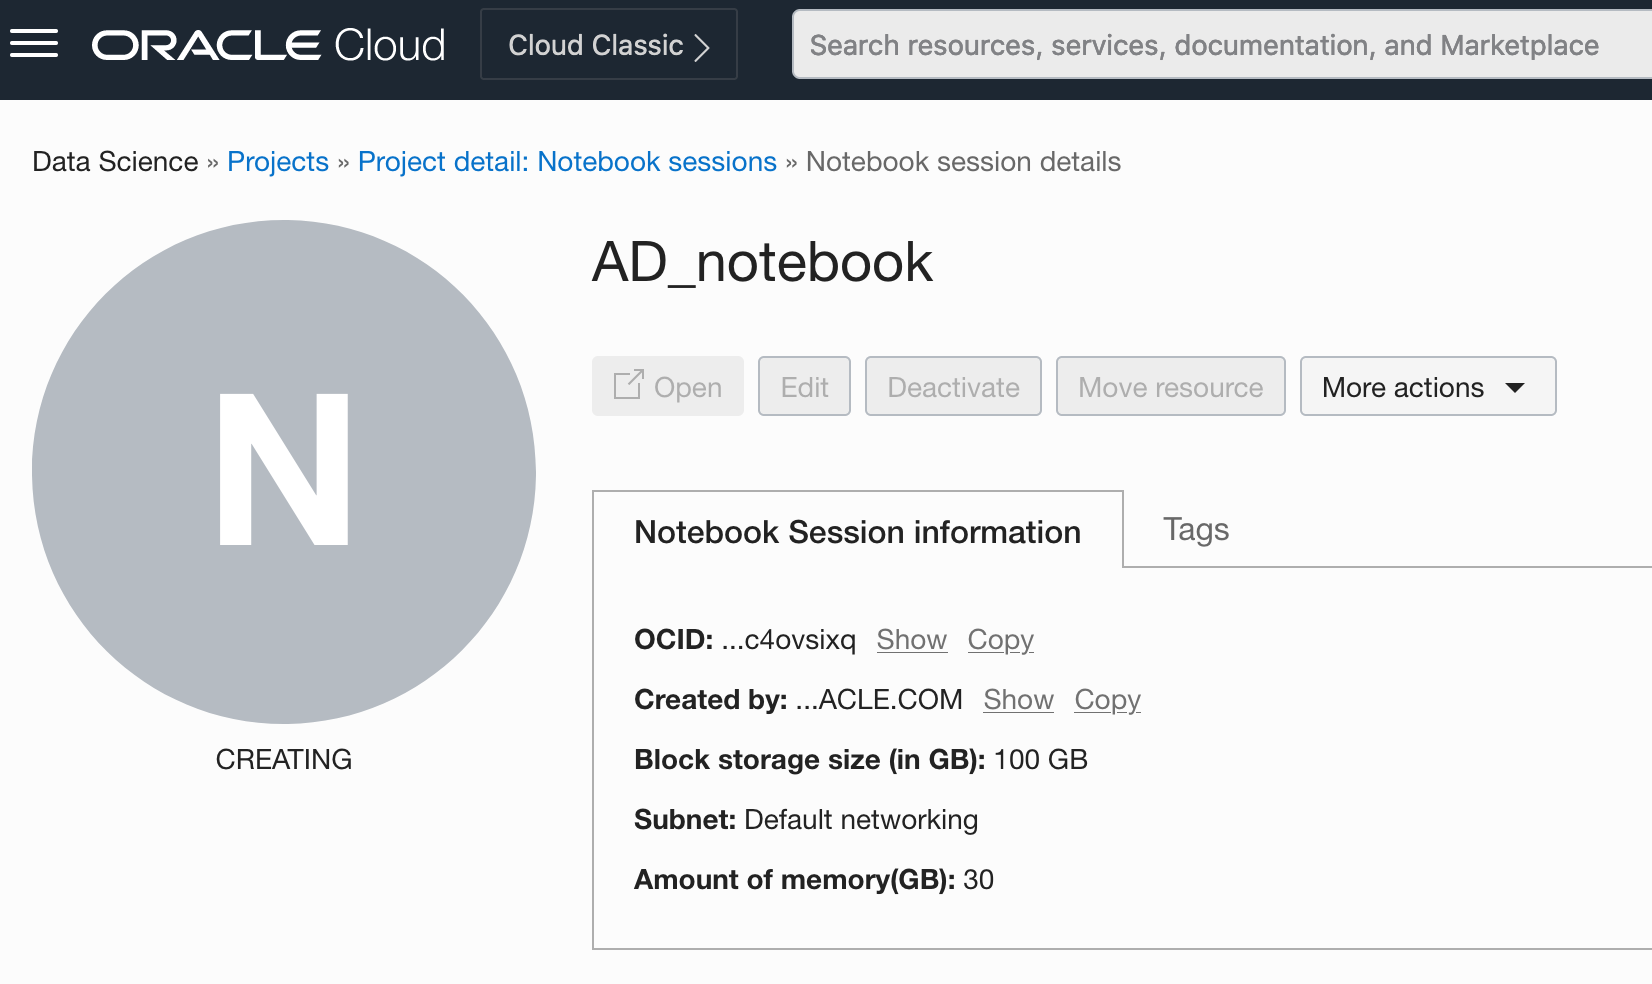 ORACLE Cloud
Cloud Classic
Search resources, services, documentation, and Marketplace
Data Science » Projects » Project detail: Notebook sessions » Notebook session details
N
CREATING
AD_notebook
Open
Edit
Deactivate
Move resource
More actions
Notebook Session information
Tags
OCID: ...c4ovsixq Show Copy
Created by: ...ACLE.COM Show Copy
Block storage size (in GB): 100 GB
Subnet: Default networking
Amount of memory(GB): 30